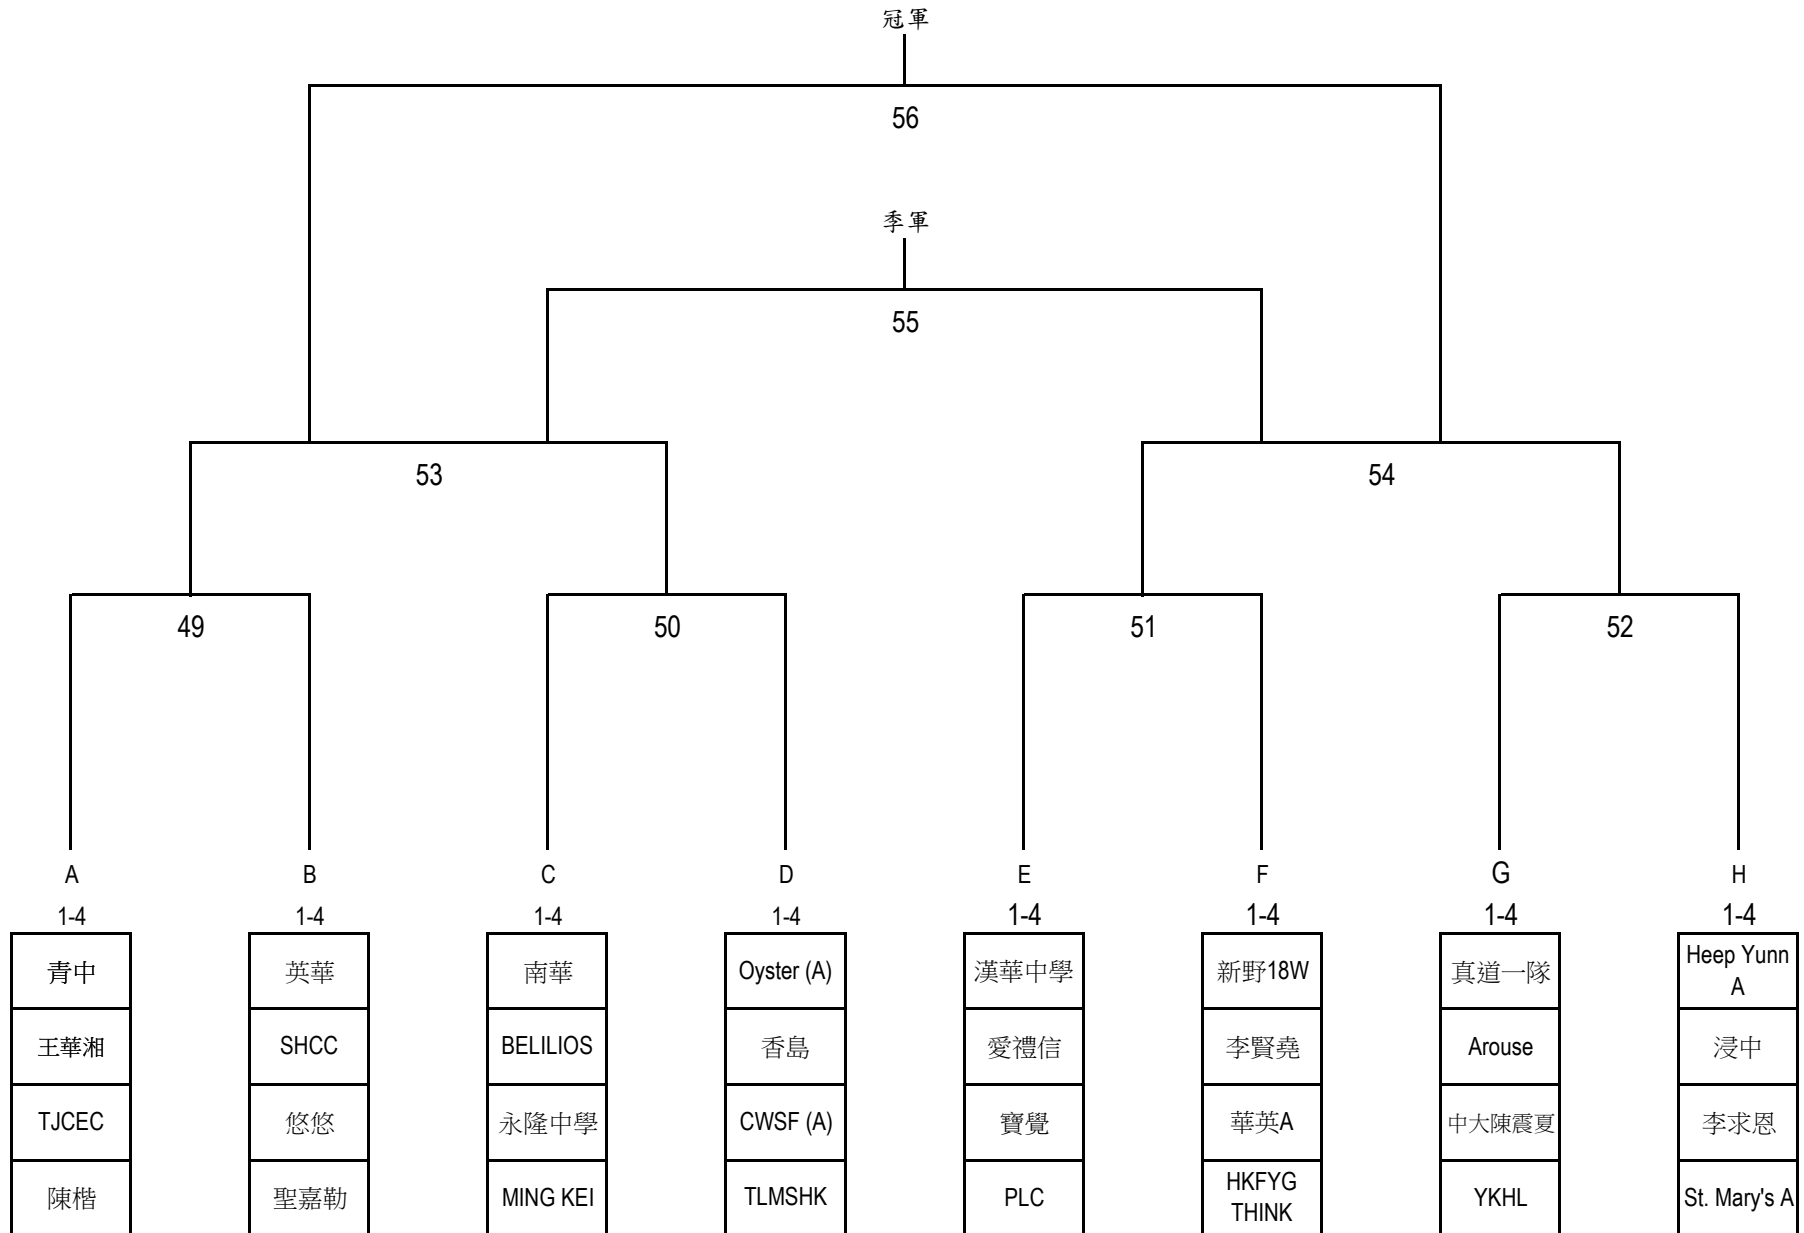 冠軍
56
季軍
55
53
54
49
50
51
52
A
B
C
D
E
F
G
H
1-4
1-4
1-4
1-4
1-4
1-4
1-4
1-4
青中
英華
南華
Oyster (A)
漢華中學
新野18W
真道一隊
Heep Yunn
A
王華湘
SHCC
BELILIOS
香島
愛禮信
李賢堯
Arouse
浸中
TJCEC
悠悠
永隆中學
CWSF (A)
寶覺
華英A
中大陳震夏
李求恩
陳楷
聖嘉勒
MING KEI
TLMSHK
PLC
HKFYG
THINK
YKHL
St. Mary's A